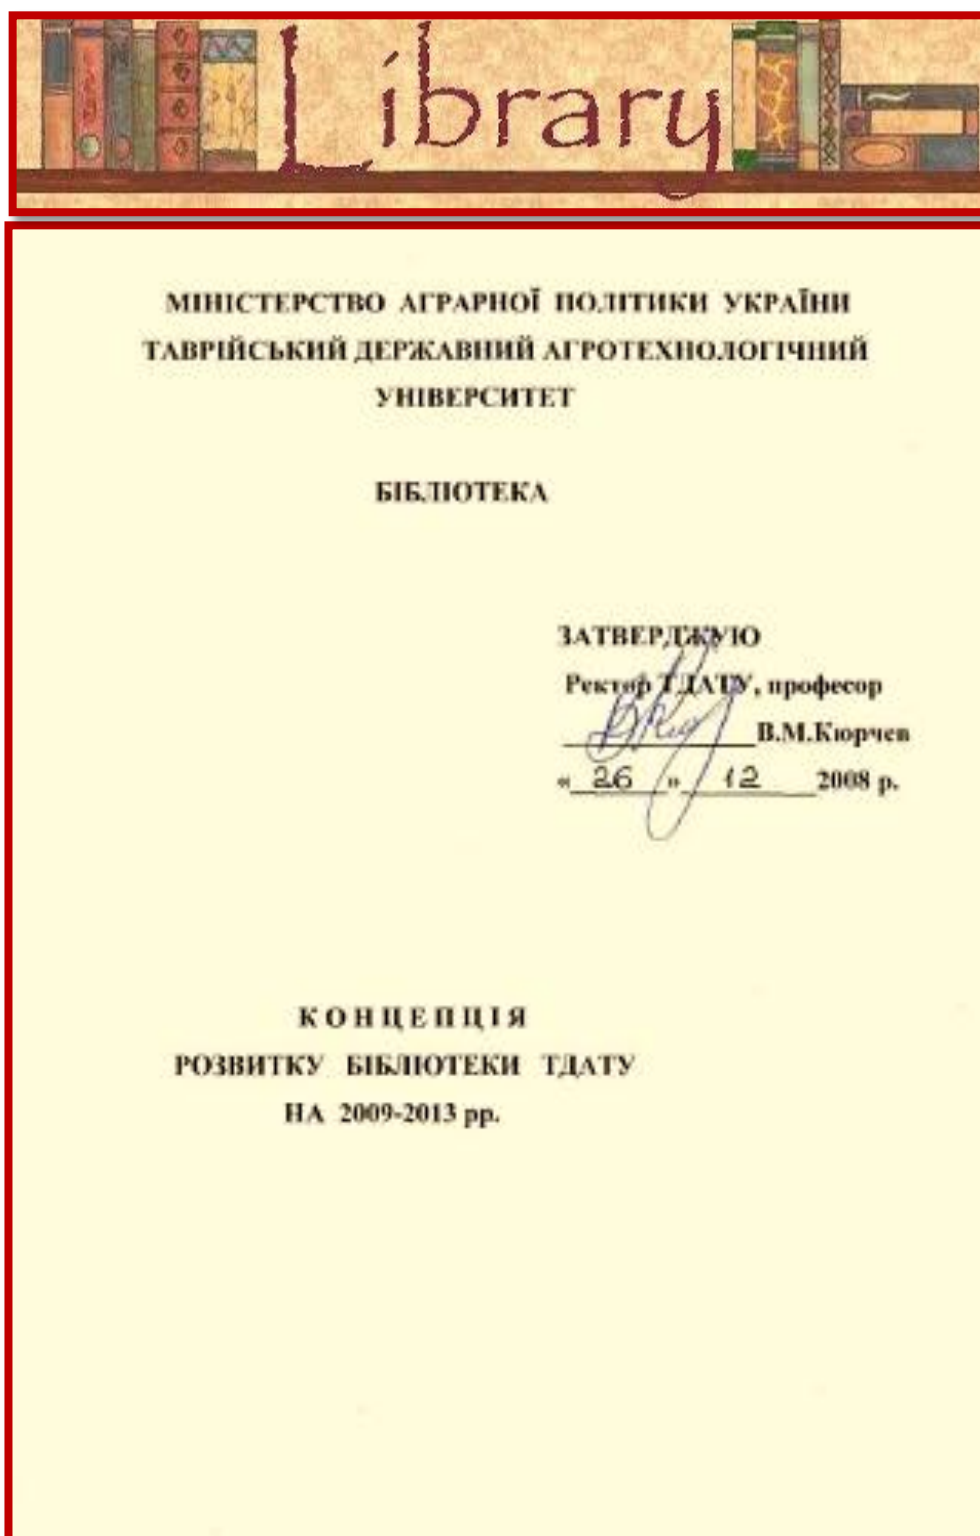 Library
МІНІСТЕРСТВО АГРАРНОЇ ПОЛІТИКИ УКРАЇНИ
ТАВРІЙСЬКИЙ ДЕРЖАВНИЙ АГРОТЕХНОЛОГІЧНИЙ
УНІВЕРСИТЕТ
БІБЛІОТЕКА
ЗАТВЕРДЖУЮ
Ректор ТДАТУ, професор
В.М.Кюрчев
« 26 » 12 2008 р.
К О Н Ц Е П Ц І Я
РОЗВИТКУ БІБЛІОТЕКИ ТДАТУ
НА 2009-2013 рр.